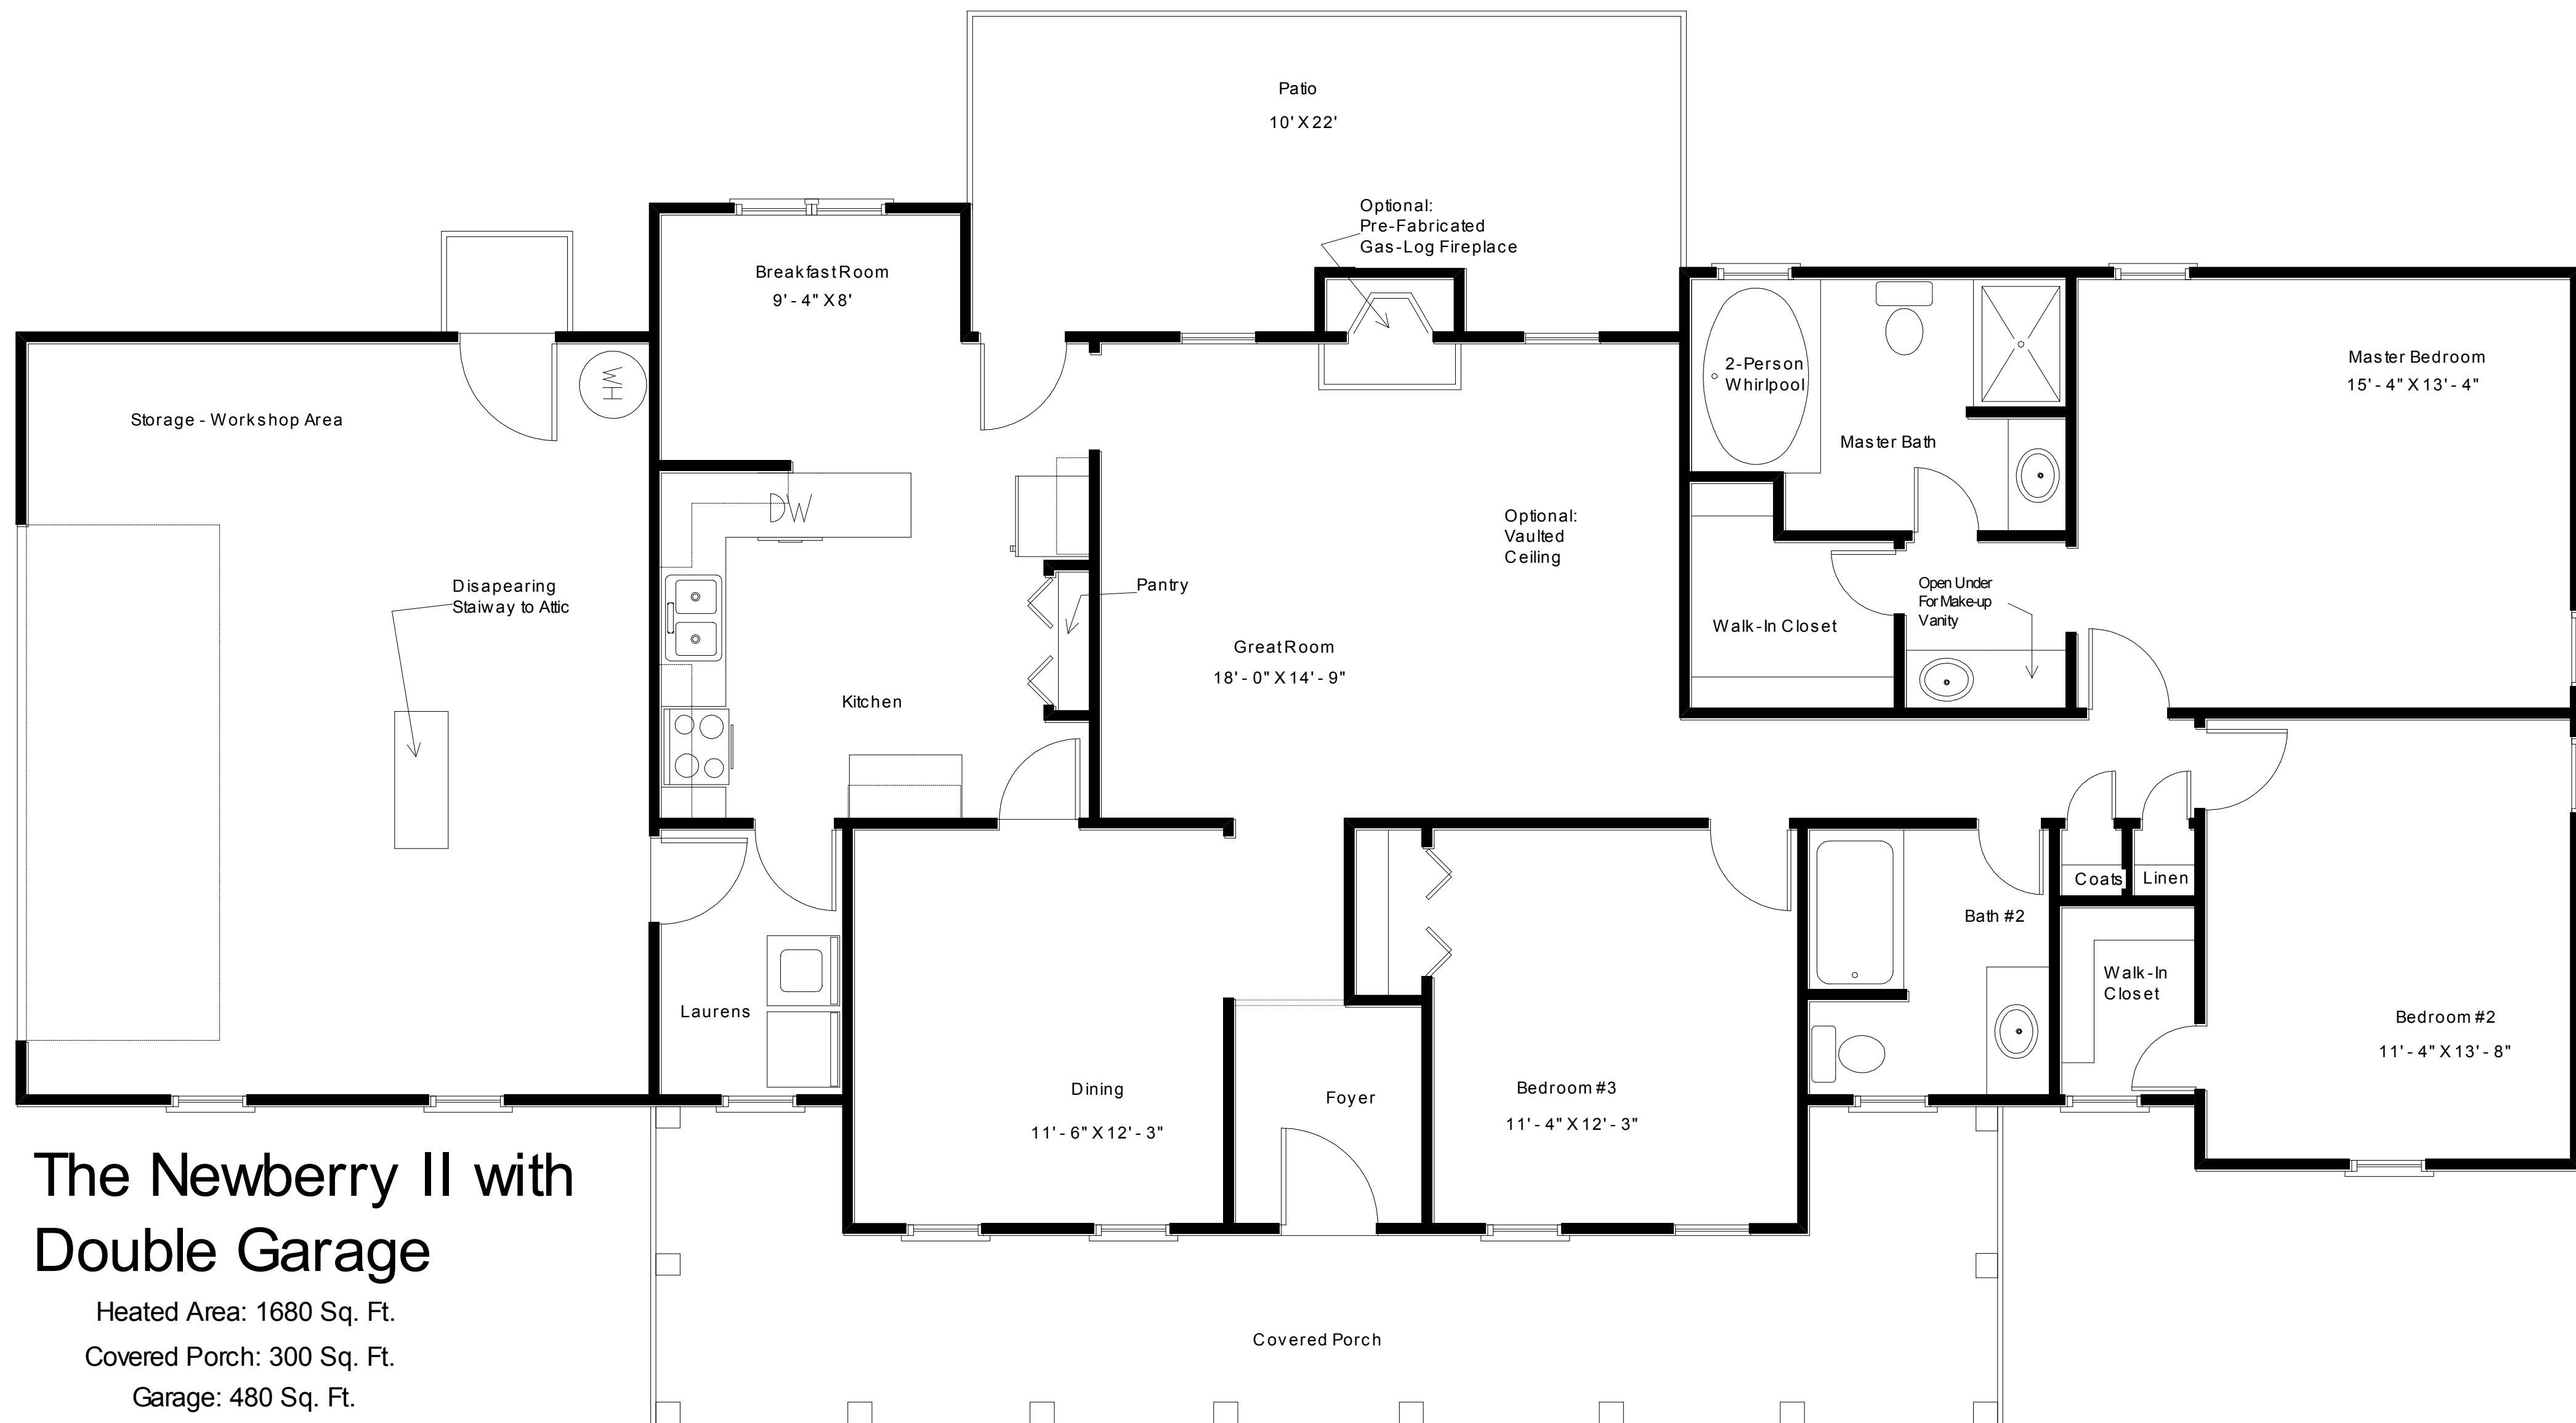 Patio
10' X 22'
Optional:
Pre-Fabricated
Gas-Log Fireplace
Breakfast Room
9' - 4" X 8'
Storage - Workshop Area
WH
2-Person
Whirlpool
Master Bath
Master Bedroom
15' - 4" X 13' - 4"
DW
Optional:
Vaulted
Ceiling
Disapearing
Staiway to Attic
Pantry
Open Under
For Make-up
Vanity
Walk-In Closet
Great Room
18' - 0" X 14' - 9"
Kitchen
Coats
Linen
Bath #2
Walk-In
Closet
Laurens
Bedroom #2
11' - 4" X 13' - 8"
Dining
11' - 6" X 12' - 3"
Foyer
Bedroom #3
11' - 4" X 12' - 3"
The Newberry II with
Double Garage
Heated Area: 1680 Sq. Ft.
Covered Porch: 300 Sq. Ft.
Garage: 480 Sq. Ft.
Covered Porch